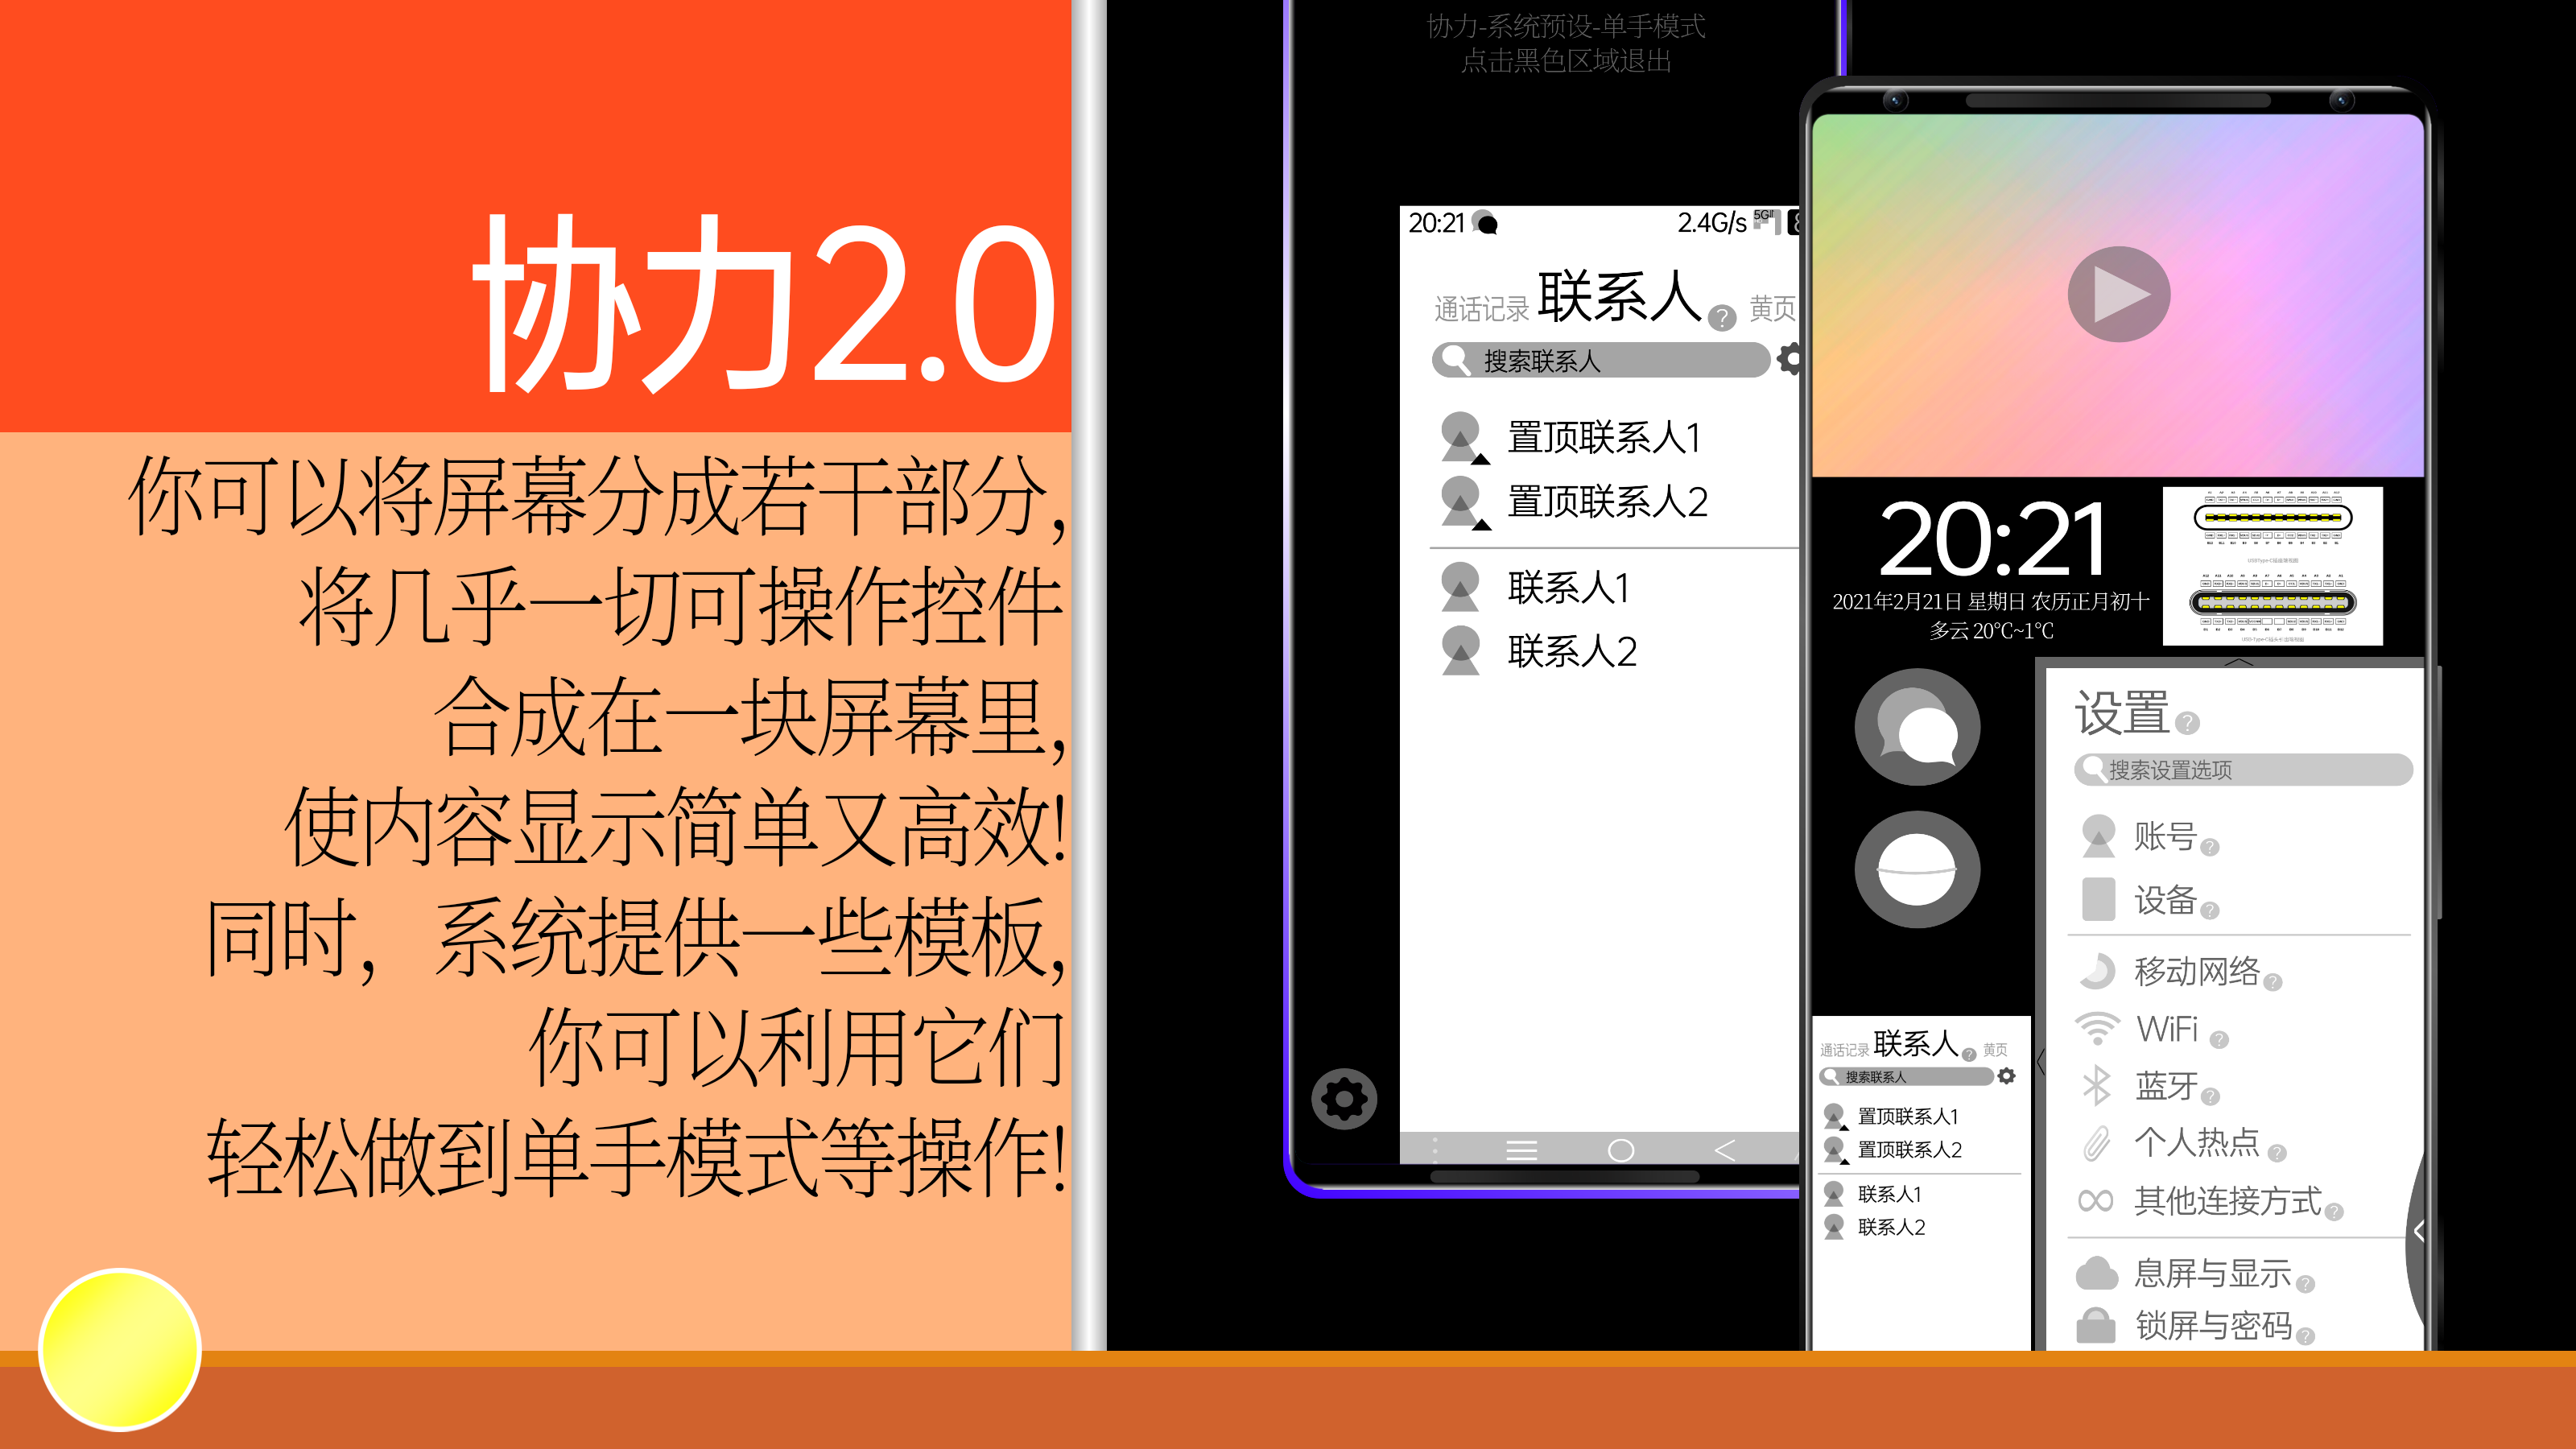 协力2.0
你可以将屏幕分成若干部分,
将几乎一切可操作控件
合成在一块屏幕里,
使内容显示简单又高效!
同时，系统提供一些模板,
你可以利用它们
轻松做到单手模式等操作!
协力-系统预设-单手模式
点击黑色区域退出
20:21 2.4G/s 5G
通话记录 联系人 ? 黄页
搜索联系人
置顶联系人1
置顶联系人2
联系人1
联系人2
20:21
2021年2月21日 星期日 农历正月初十
多云 20°C~1°C
设置 ?
搜索设置选项
账号 ?
设备 ?
移动网络 ?
WiFi ?
蓝牙 ?
个人热点 ?
其他连接方式 ?
息屏与显示 ?
锁屏与密码 ?
通话记录 联系人 ? 黄页
搜索联系人
置顶联系人1
置顶联系人2
联系人1
联系人2